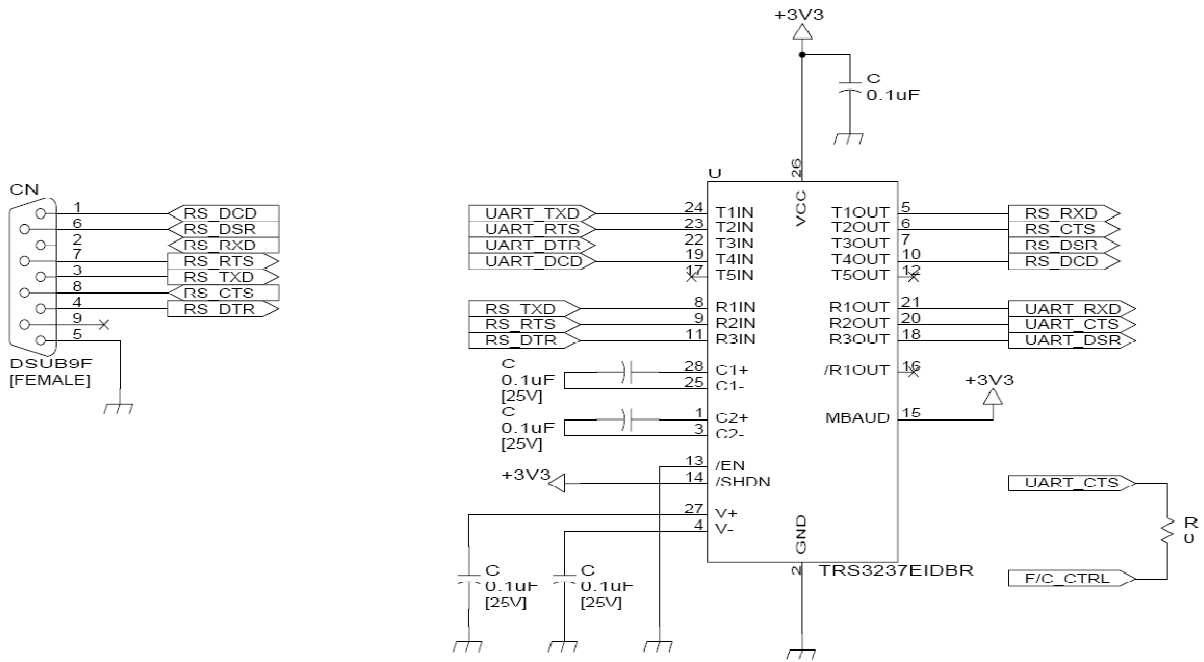 +3V3
C
0.1uF
CN
1 RS_DCD
6 RS_DSR
2 RS_RXD
7 RS_RTS
3 RS_TXD
8 RS_CTS
4 RS_DTR
9
5
DSUB9F
[FEMALE]
U
26
VCC
UART_TXD 24 T1IN T1OUT 5 RS_RXD
UART_RTS 23 T2IN T2OUT 6 RS_CTS
UART_DTR 22 T3IN T3OUT 7 RS_DSR
UART_DCD 19 T4IN T4OUT 10 RS_DCD
17 T5IN T5OUT 12
RS_TXD 8 R1IN R1OUT 21 UART_RXD
RS_RTS 9 R2IN R2OUT 20 UART_CTS
RS_DTR 11 R3IN R3OUT 18 UART_DSR
C
0.1uF
[25V]
28 C1+ /R1OUT 16
25 C1-
+3V3
C
0.1uF
[25V]
1 C2+ MBAUD 15
3 C2-
13 /EN
+3V3 14 /SHDN
27 V+
4 V-
GND
2
TRS3237EIDBR
C
0.1uF
[25V]
C
0.1uF
[25V]
UART_CTS
R
0
F/C_CTRL